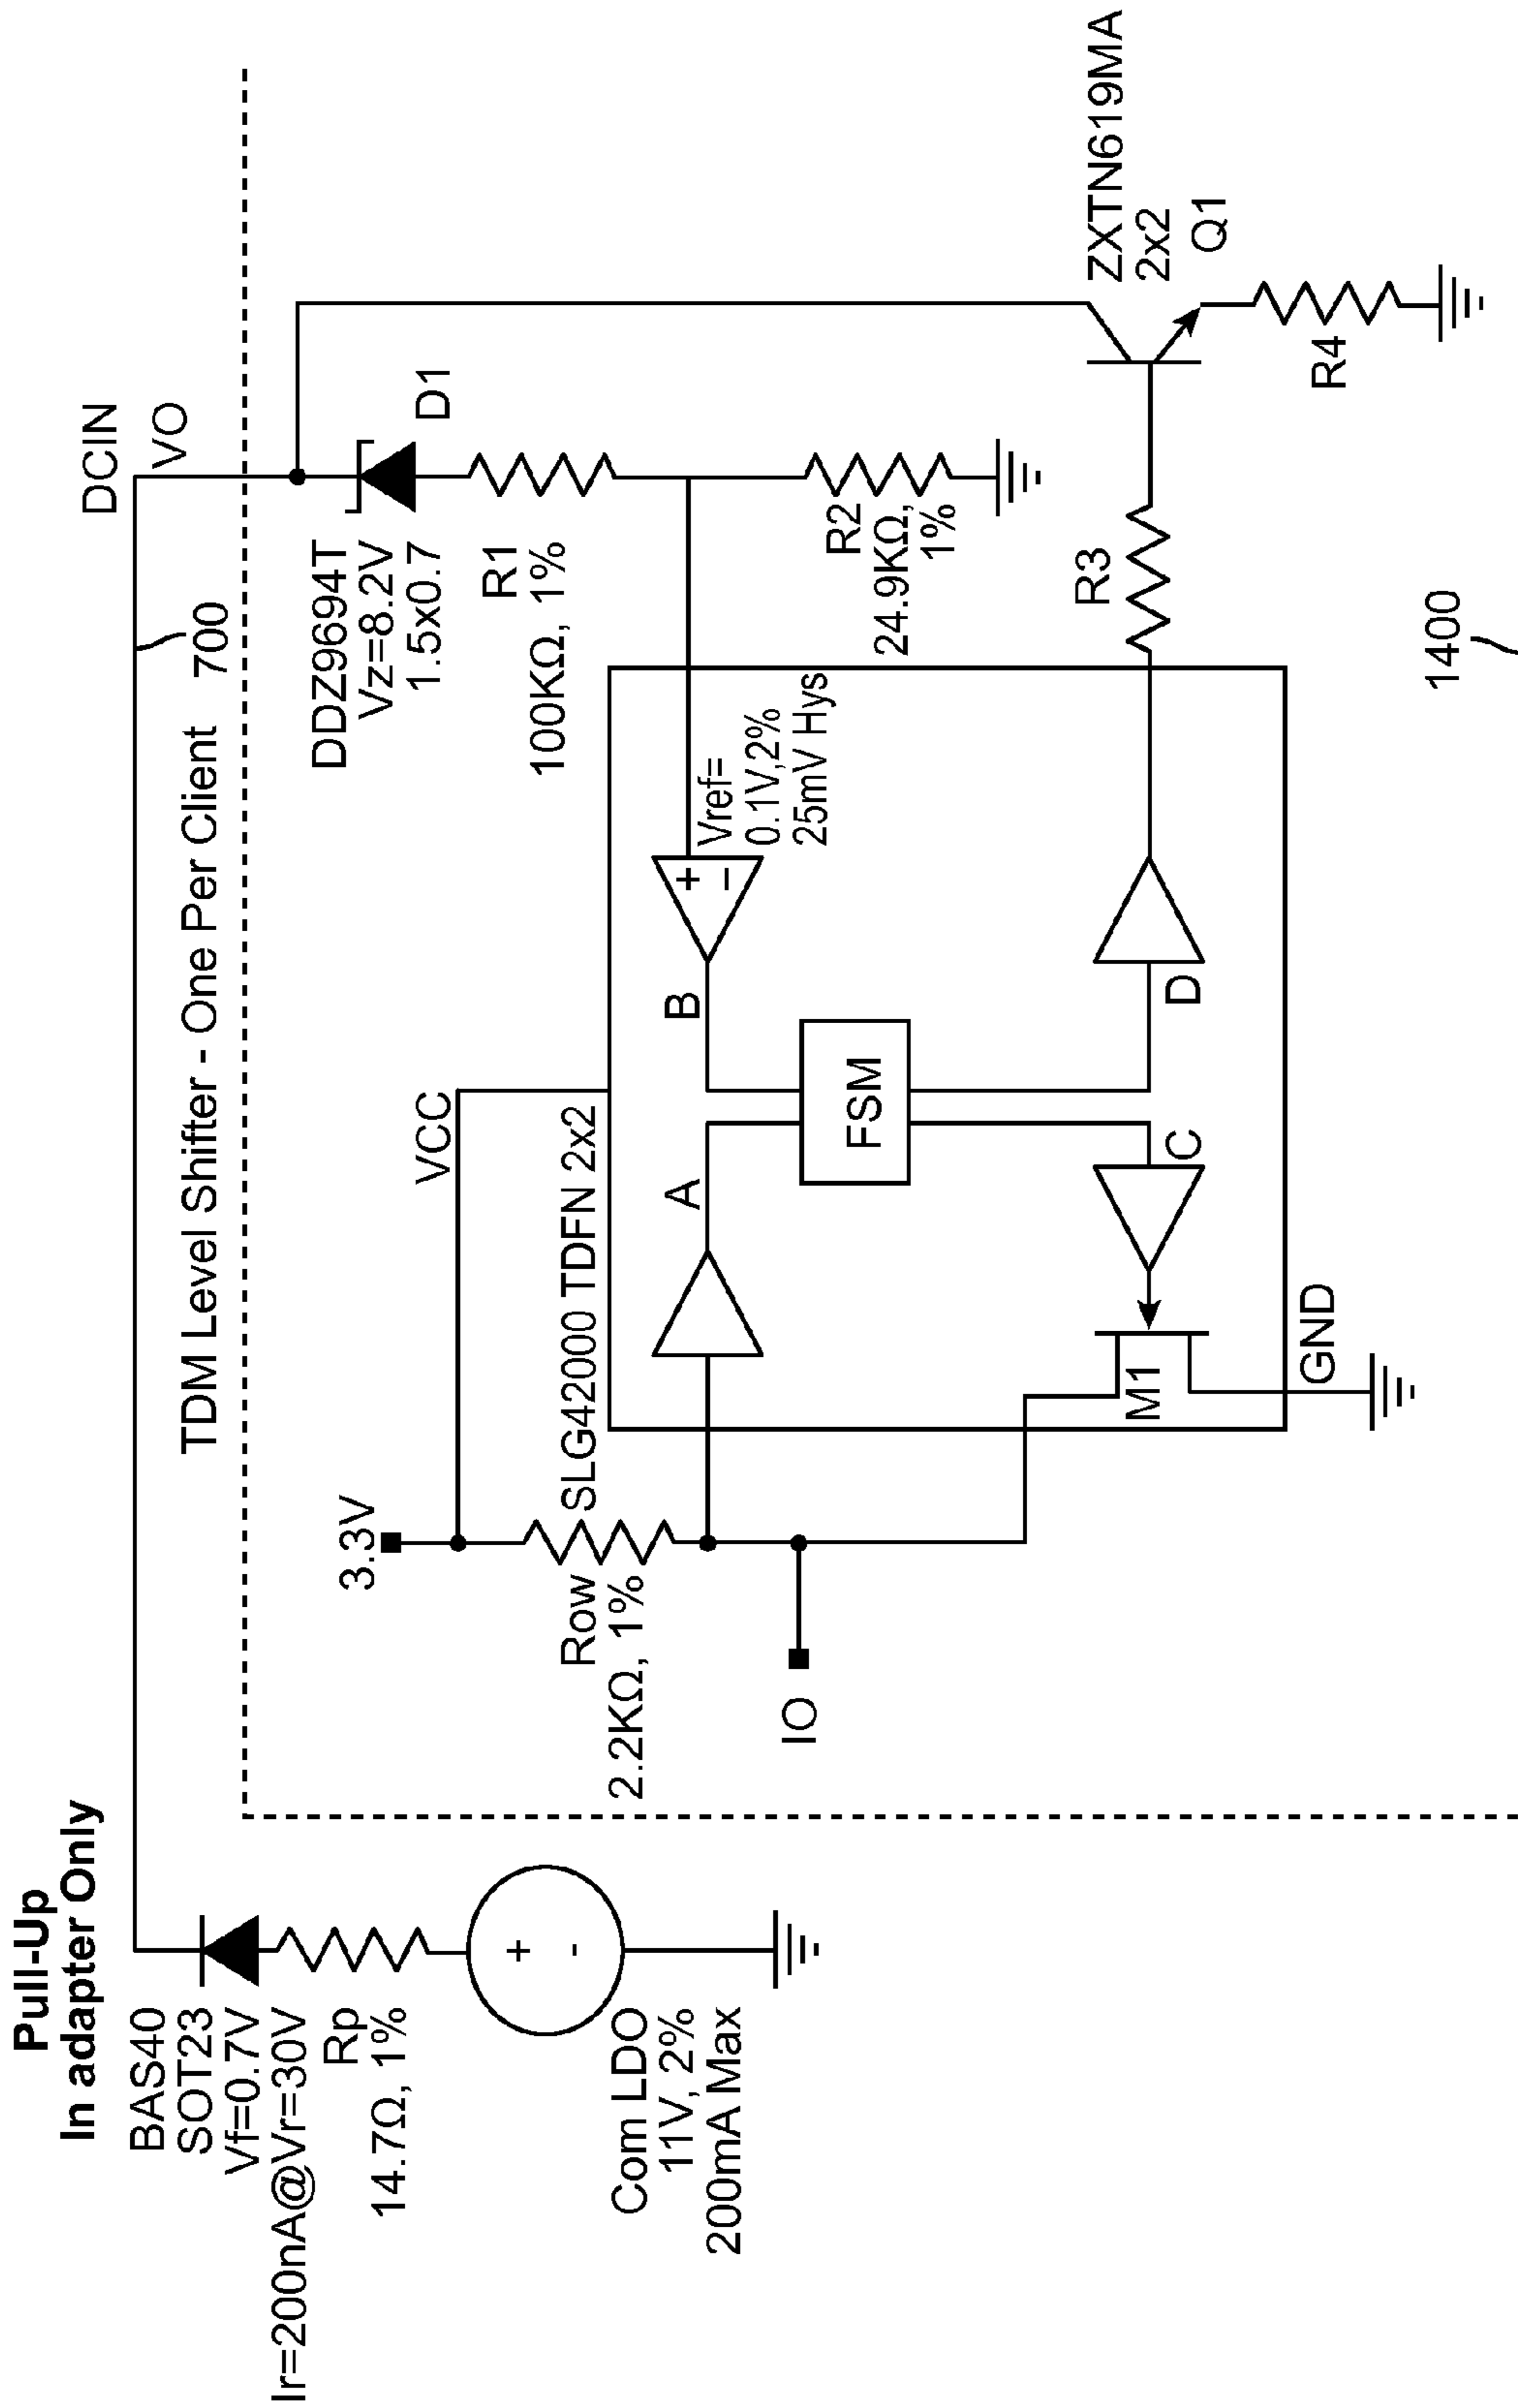 Pull-Up
In adapter Only
BAS40
SOT23
Vf=0.7V
Ir=200nA@Vr=30V
Rp
14.7Ω, 1%
Com LDO
11V, 2%
200mA Max
+
-
DCIN
VO
700
TDM Level Shifter - One Per Client
3.3V
VCC
Row
2.2KΩ, 1%
IO
SLG42000 TDFN 2x2
A
B
C
D
FSM
M1
GND
+
-
Vref=
0.1V,2%
25mV Hys
DDZ9694T
Vz=8.2V
1.5x0.7
D1
R1
100KΩ, 1%
R2
24.9KΩ,
1%
R3
ZXTN619MA
2x2
Q1
R4
1400